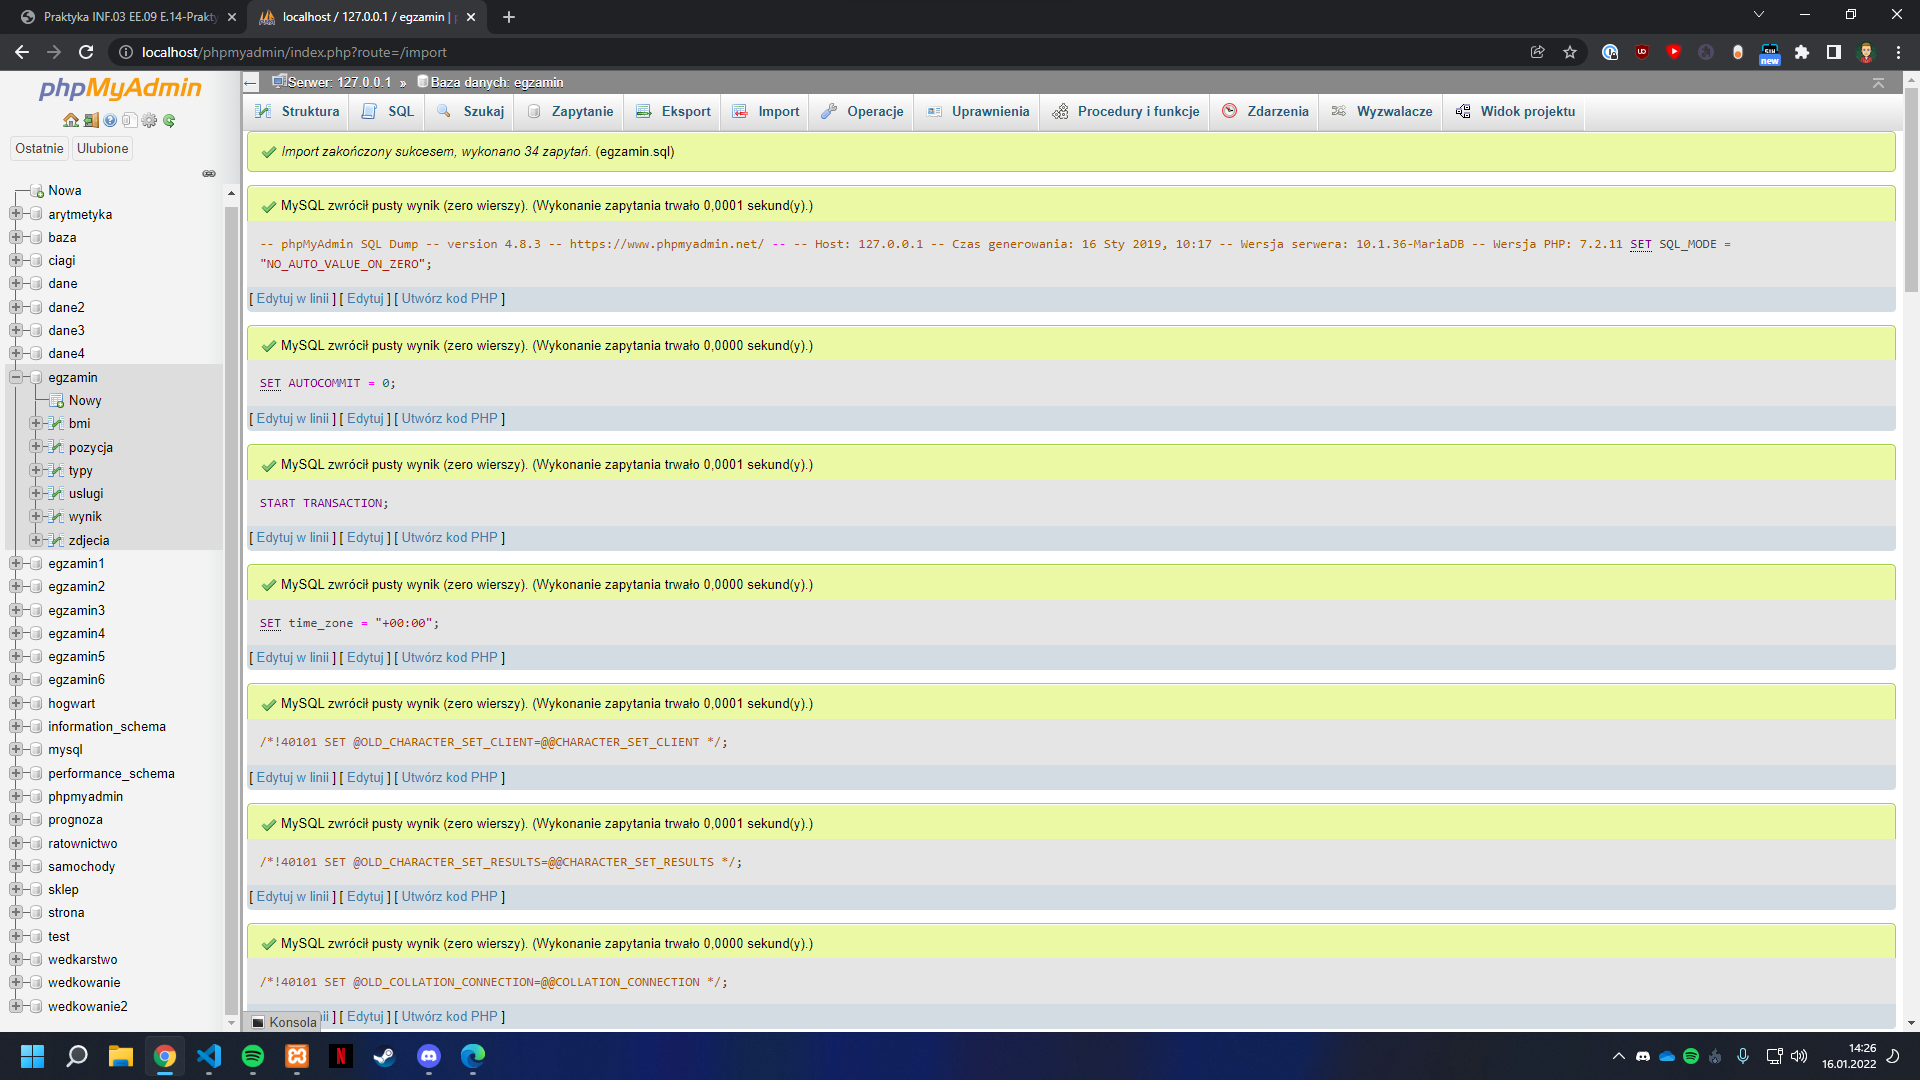 Praktyka INF.03 EE.09 E.14-Prakty
localhost / 127.0.0.1 / egzamin |
localhost/phpmyadmin/index.php?route=/import
new
phpMyAdmin
Ostatnie
Ulubione
Nowa
arytmetyka
baza
ciagi
dane
dane2
dane3
dane4
egzamin
Nowy
bmi
pozycja
typy
uslugi
wynik
zdjecia
egzamin1
egzamin2
egzamin3
egzamin4
egzamin5
egzamin6
hogwart
information_schema
mysql
performance_schema
phpmyadmin
prognoza
ratownictwo
samochody
sklep
strona
test
wedkarstwo
wedkowanie
wedkowanie2
Serwer: 127.0.0.1 » Baza danych: egzamin
Struktura SQL Szukaj Zapytanie Eksport Import Operacje Uprawnienia Procedury i funkcje Zdarzenia Wyzwalacze Widok projektu
Import zakończony sukcesem, wykonano 34 zapytań. (egzamin.sql)
MySQL zwrócił pusty wynik (zero wierszy). (Wykonanie zapytania trwało 0,0001 sekund(y).)
-- phpMyAdmin SQL Dump -- version 4.8.3 -- https://www.phpmyadmin.net/ -- -- Host: 127.0.0.1 -- Czas generowania: 16 Sty 2019, 10:17 -- Wersja serwera: 10.1.36-MariaDB -- Wersja PHP: 7.2.11 SET SQL_MODE =
"NO_AUTO_VALUE_ON_ZERO";
[ Edytuj w linii ] [ Edytuj ] [ Utwórz kod PHP ]
MySQL zwrócił pusty wynik (zero wierszy). (Wykonanie zapytania trwało 0,0000 sekund(y).)
SET AUTOCOMMIT = 0;
[ Edytuj w linii ] [ Edytuj ] [ Utwórz kod PHP ]
MySQL zwrócił pusty wynik (zero wierszy). (Wykonanie zapytania trwało 0,0001 sekund(y).)
START TRANSACTION;
[ Edytuj w linii ] [ Edytuj ] [ Utwórz kod PHP ]
MySQL zwrócił pusty wynik (zero wierszy). (Wykonanie zapytania trwało 0,0000 sekund(y).)
SET time_zone = "+00:00";
[ Edytuj w linii ] [ Edytuj ] [ Utwórz kod PHP ]
MySQL zwrócił pusty wynik (zero wierszy). (Wykonanie zapytania trwało 0,0001 sekund(y).)
/*!40101 SET @OLD_CHARACTER_SET_CLIENT=@@CHARACTER_SET_CLIENT */;
[ Edytuj w linii ] [ Edytuj ] [ Utwórz kod PHP ]
MySQL zwrócił pusty wynik (zero wierszy). (Wykonanie zapytania trwało 0,0001 sekund(y).)
/*!40101 SET @OLD_CHARACTER_SET_RESULTS=@@CHARACTER_SET_RESULTS */;
[ Edytuj w linii ] [ Edytuj ] [ Utwórz kod PHP ]
MySQL zwrócił pusty wynik (zero wierszy). (Wykonanie zapytania trwało 0,0000 sekund(y).)
/*!40101 SET @OLD_COLLATION_CONNECTION=@@COLLATION_CONNECTION */;
nii ] [ Edytuj ] [ Utwórz kod PHP ]
Konsola
14:26
16.01.2022